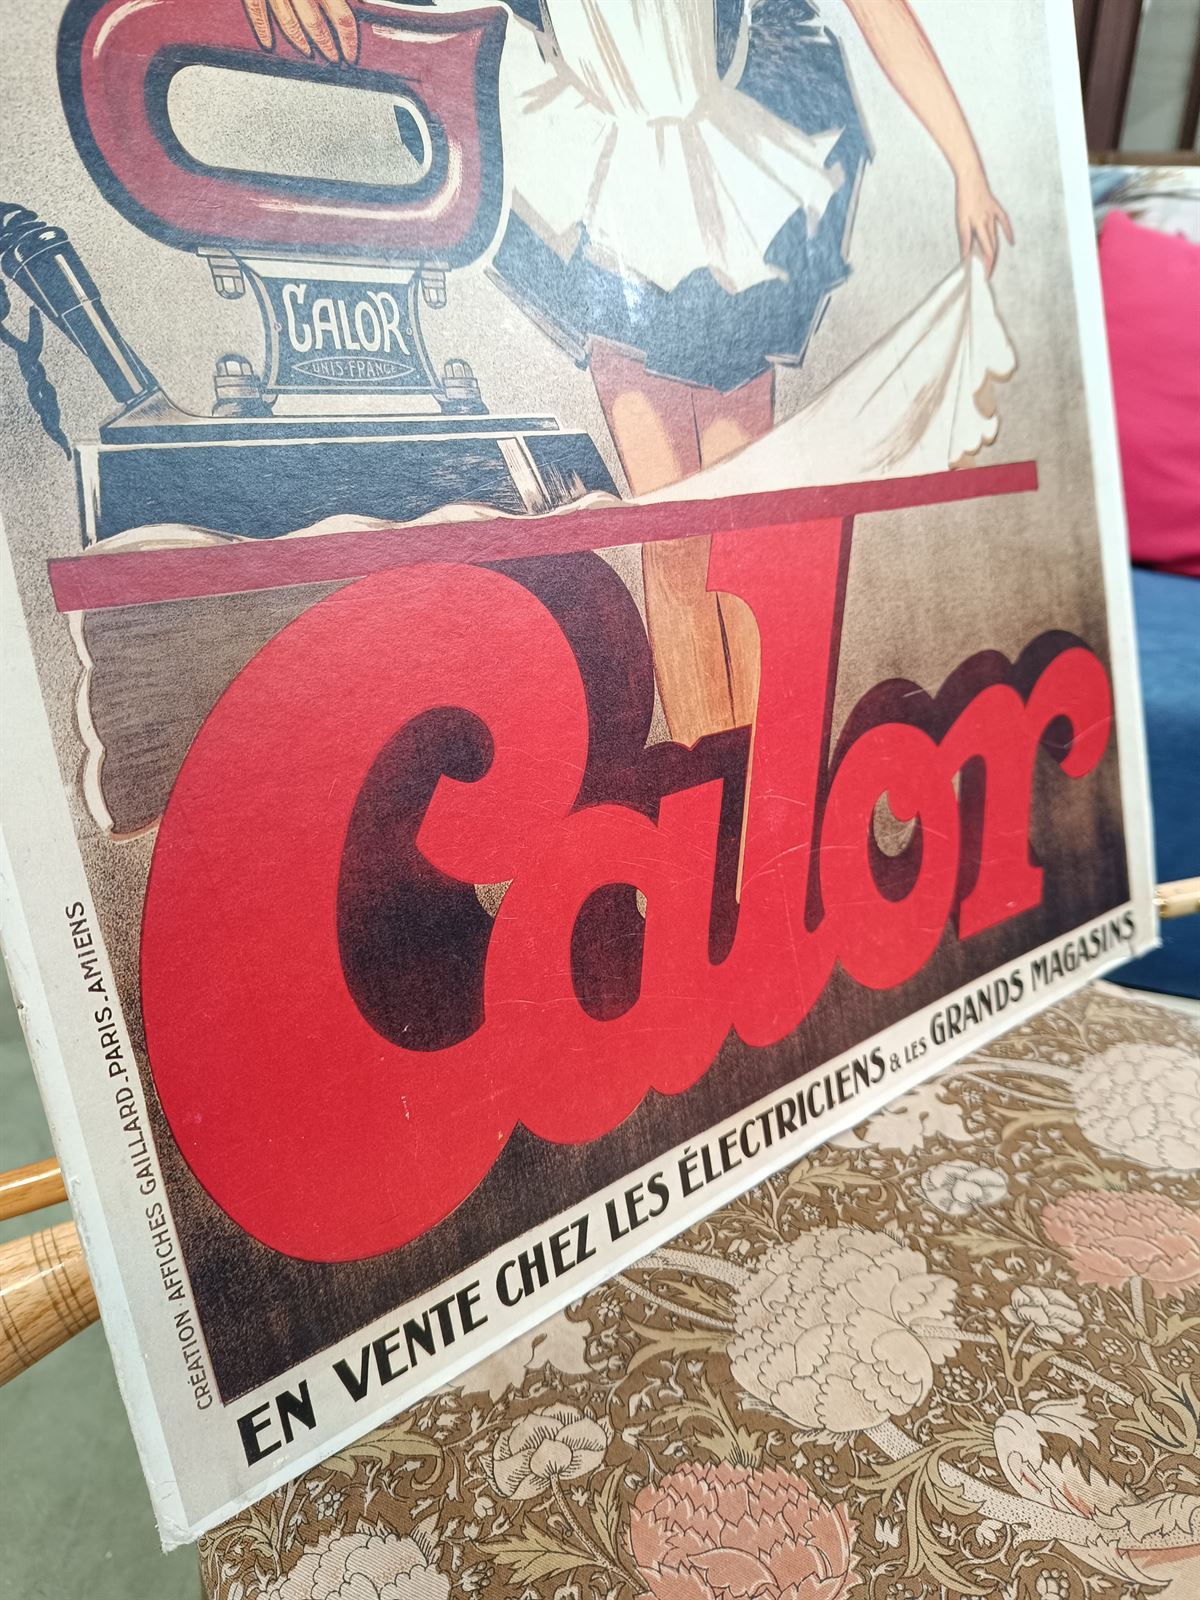 CALOR
UNIS-FRANCE
Calor
CRÉATION AFFICHES GAILLARD-PARIS-AMIENS
EN VENTE CHEZ LES ÉLECTRICIENS & LES GRANDS MAGASINS